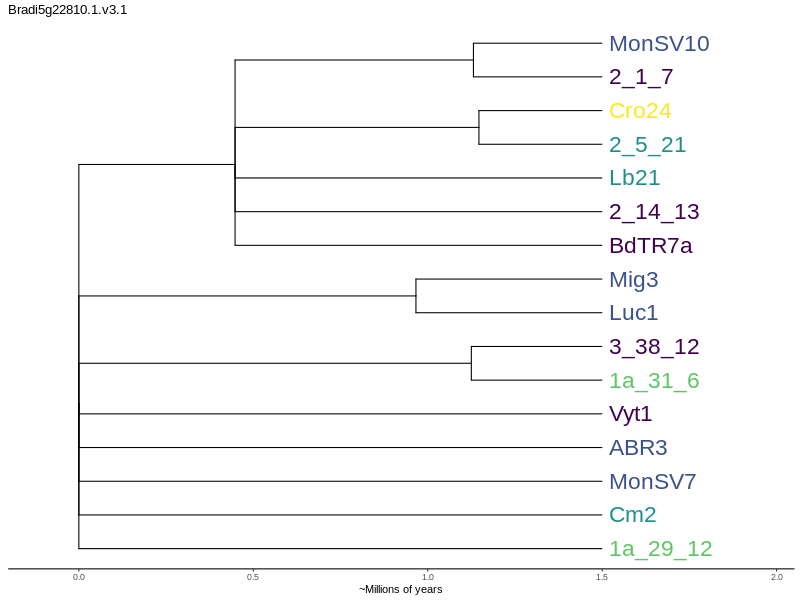 Bradi5g22810.1.v3.1
MonSV10
2_1_7
Cro24
2_5_21
Lb21
2_14_13
BdTR7a
Mig3
Luc1
3_38_12
1a_31_6
Vyt1
ABR3
MonSV7
Cm2
1a_29_12
0.0 0.5 1.0 1.5 2.0
~Millions of years